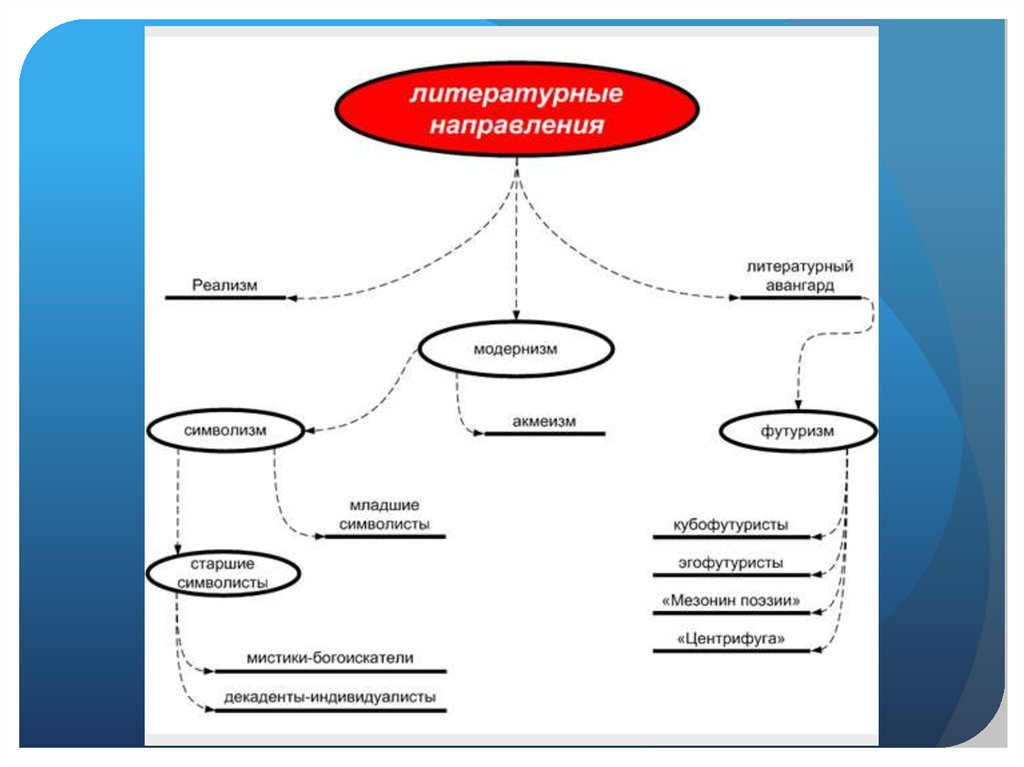 литературные
направления
Реализм
литературный
авангард
модернизм
символизм
акмеизм
футуризм
младшие
символисты
старшие
символисты
кубофутуристы
эгофутуристы
«Мезонин поэзии»
«Центрифуга»
мистики-богоискатели
декаденты-индивидуалисты